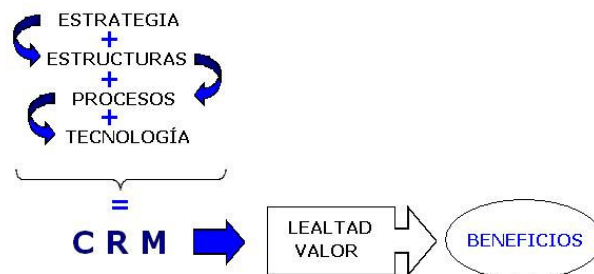 ESTRATEGIA
+
ESTRUCTURAS
+
PROCESOS
+
TECNOLOGÍA
=
C R M
LEALTAD
VALOR
BENEFICIOS